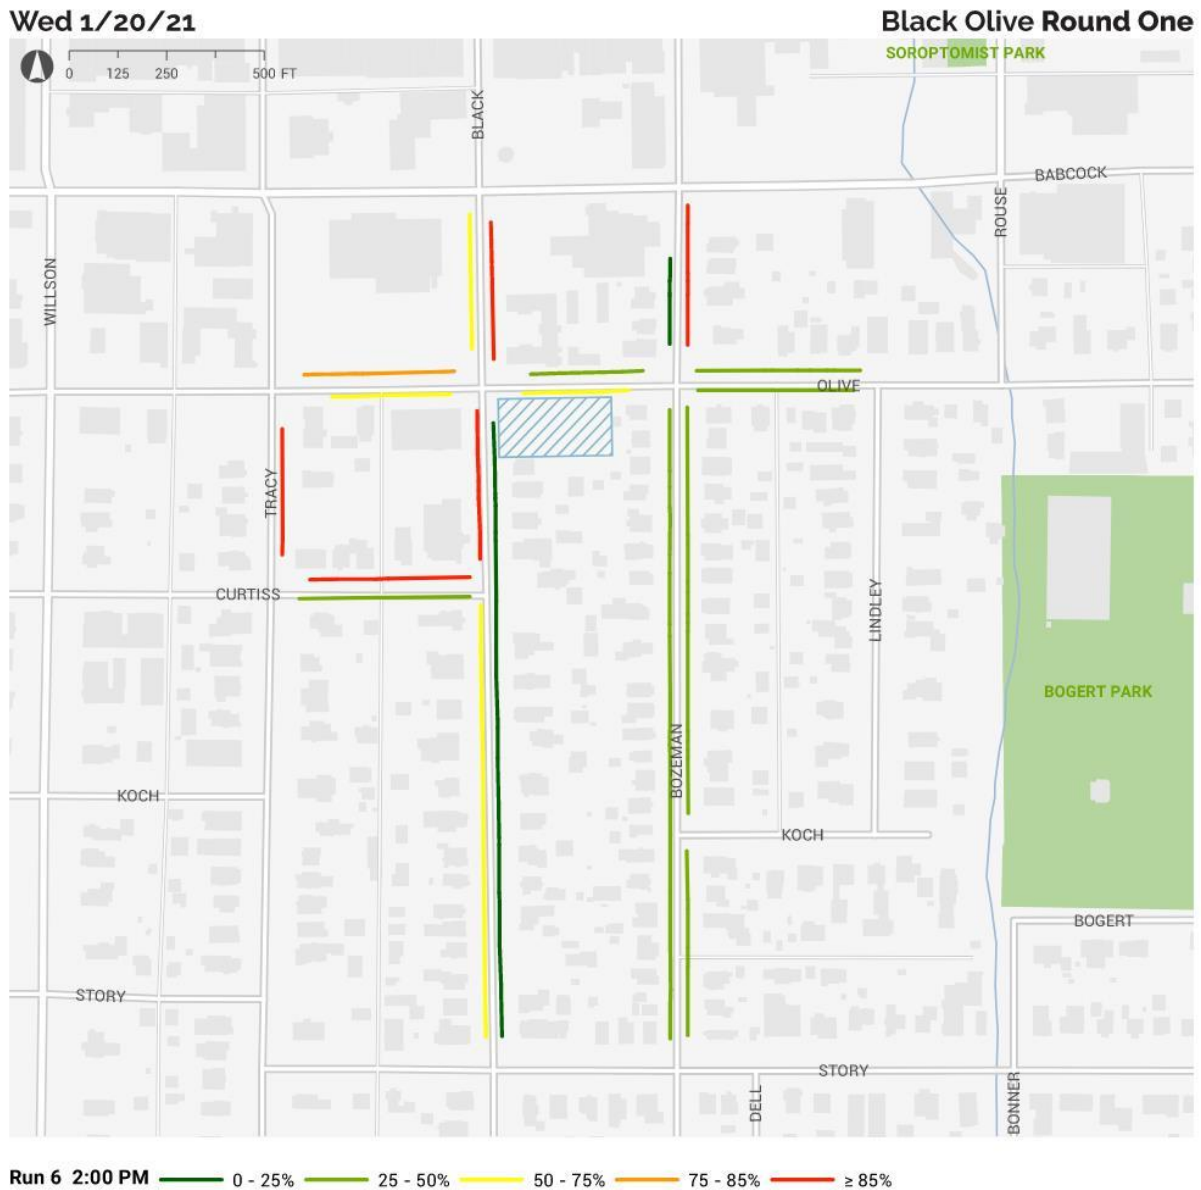 Wed 1/20/21
Black Olive Round One
SOROPTOMIST PARK
0 125 250 500 FT
BLACK
BABCOCK
ROUSE
WILLSON
OLIVE
TRACY
CURTISS
LINDLEY
BOGERT PARK
BOZEMAN
KOCH
KOCH
BOGERT
STORY
STORY
DELL
BONNER
Run 6 2:00 PM 0 - 25% 25 - 50% 50 - 75% 75 - 85% ≥ 85%